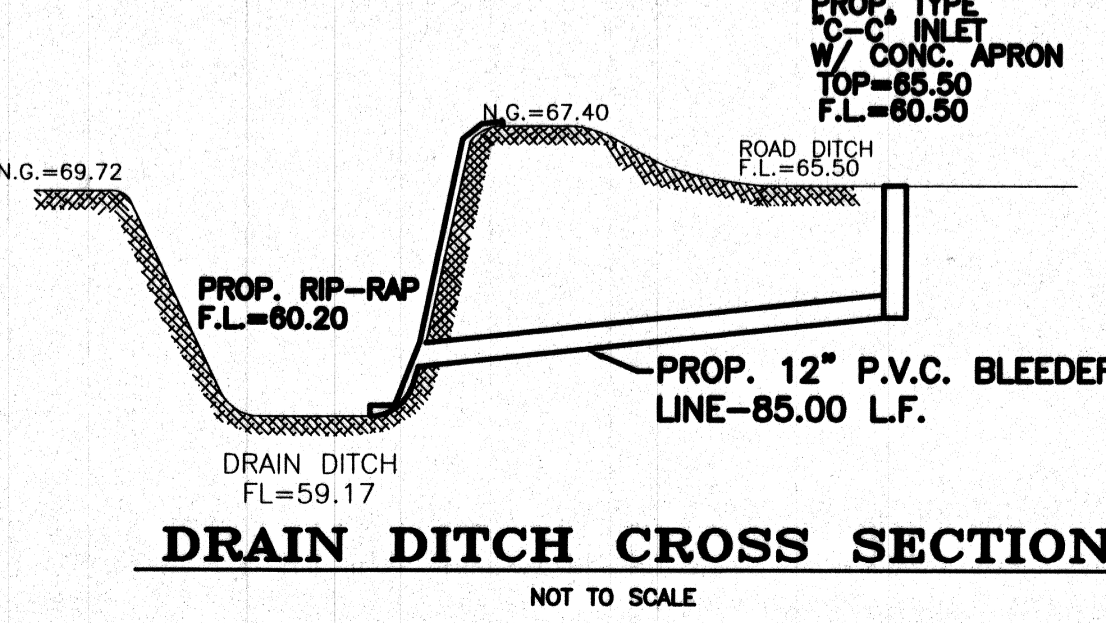 PROP. TYPE
"C-C" INLET
W/ CONC. APRON
TOP=65.50
F.L.=60.50
N.G.=67.40
ROAD DITCH
F.L.=65.50
N.G.=69.72
PROP. RIP-RAP
F.L.=60.20
PROP. 12" P.V.C. BLEEDER
LINE-85.00 L.F.
DRAIN DITCH
FL=59.17
DRAIN DITCH CROSS SECTION
NOT TO SCALE